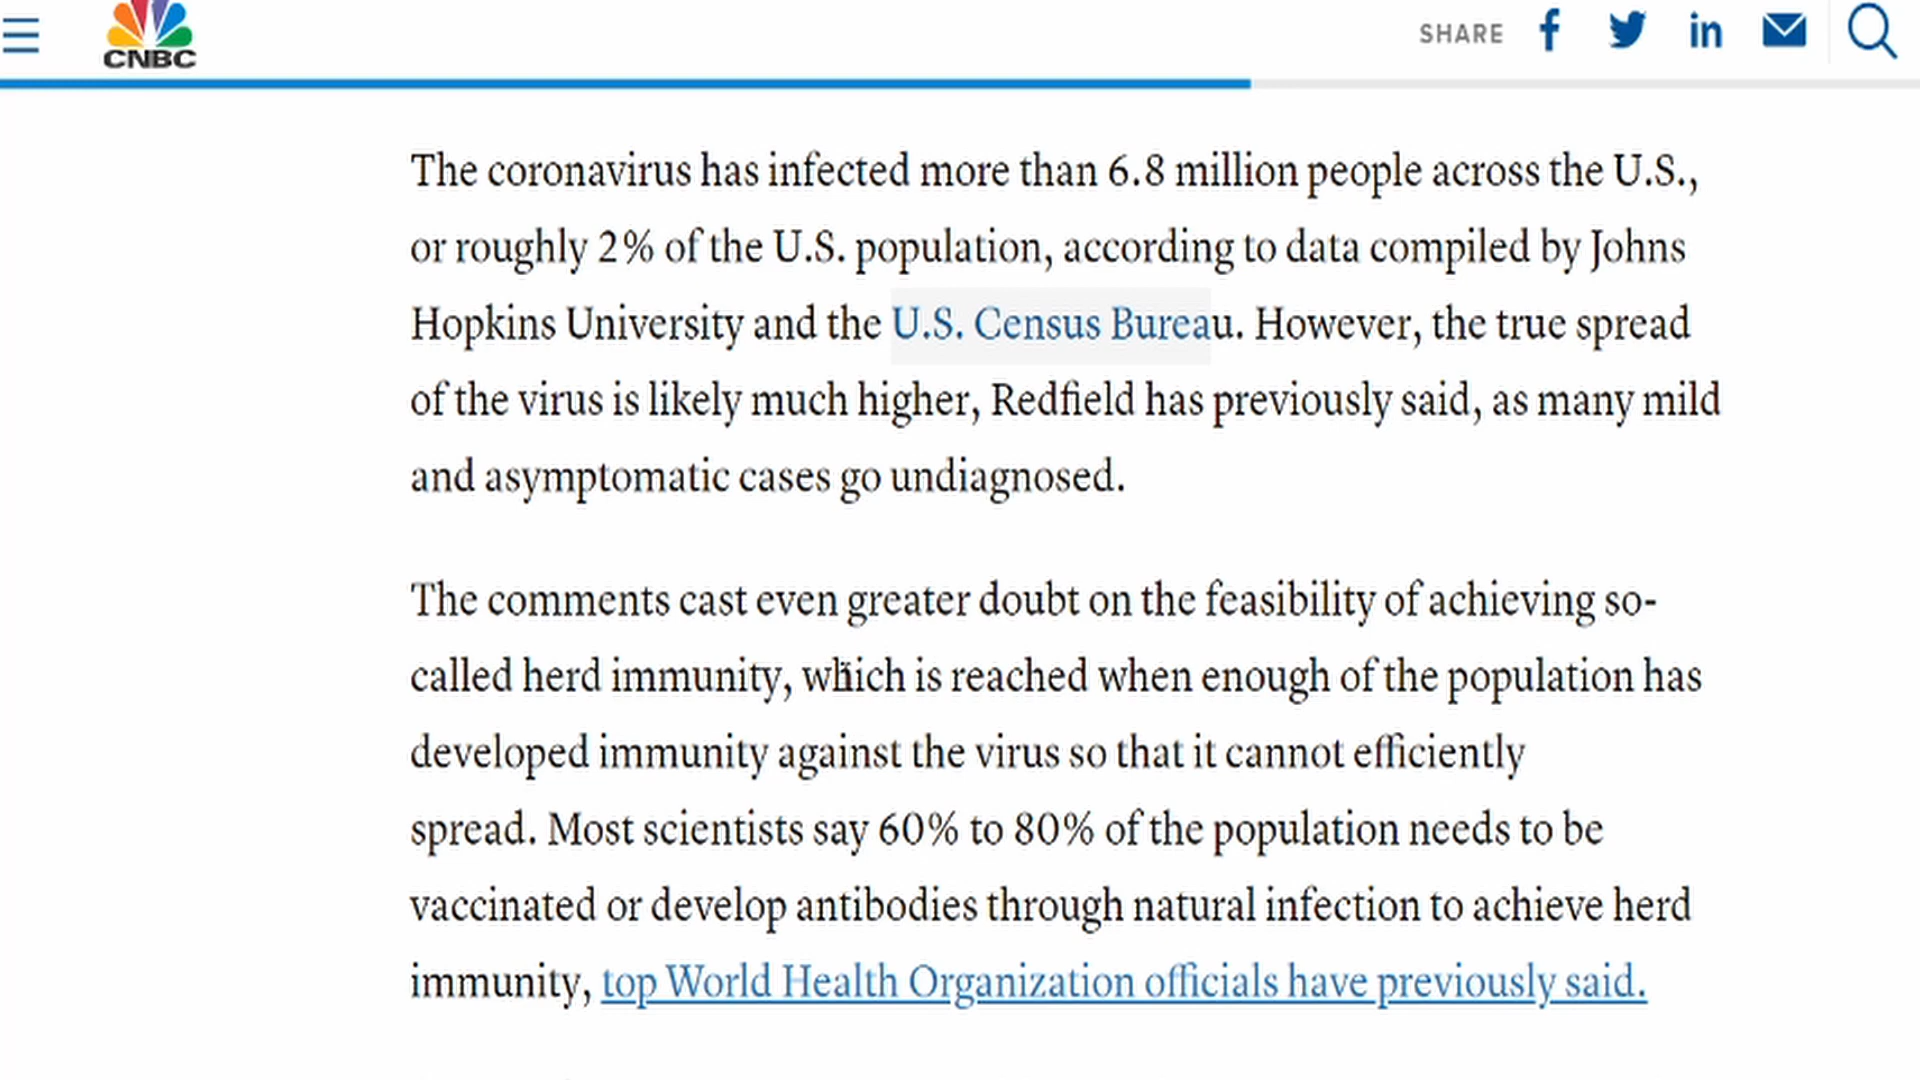 CNBC
SHARE
The coronavirus has infected more than 6.8 million people across the U.S.,
or roughly 2% of the U.S. population, according to data compiled by Johns
Hopkins University and the U.S. Census Bureau. However, the true spread
of the virus is likely much higher, Redfield has previously said, as many mild
and asymptomatic cases go undiagnosed.
The comments cast even greater doubt on the feasibility of achieving so-
called herd immunity, which is reached when enough of the population has
developed immunity against the virus so that it cannot efficiently
spread. Most scientists say 60% to 80% of the population needs to be
vaccinated or develop antibodies through natural infection to achieve herd
immunity, top World Health Organization officials have previously said.